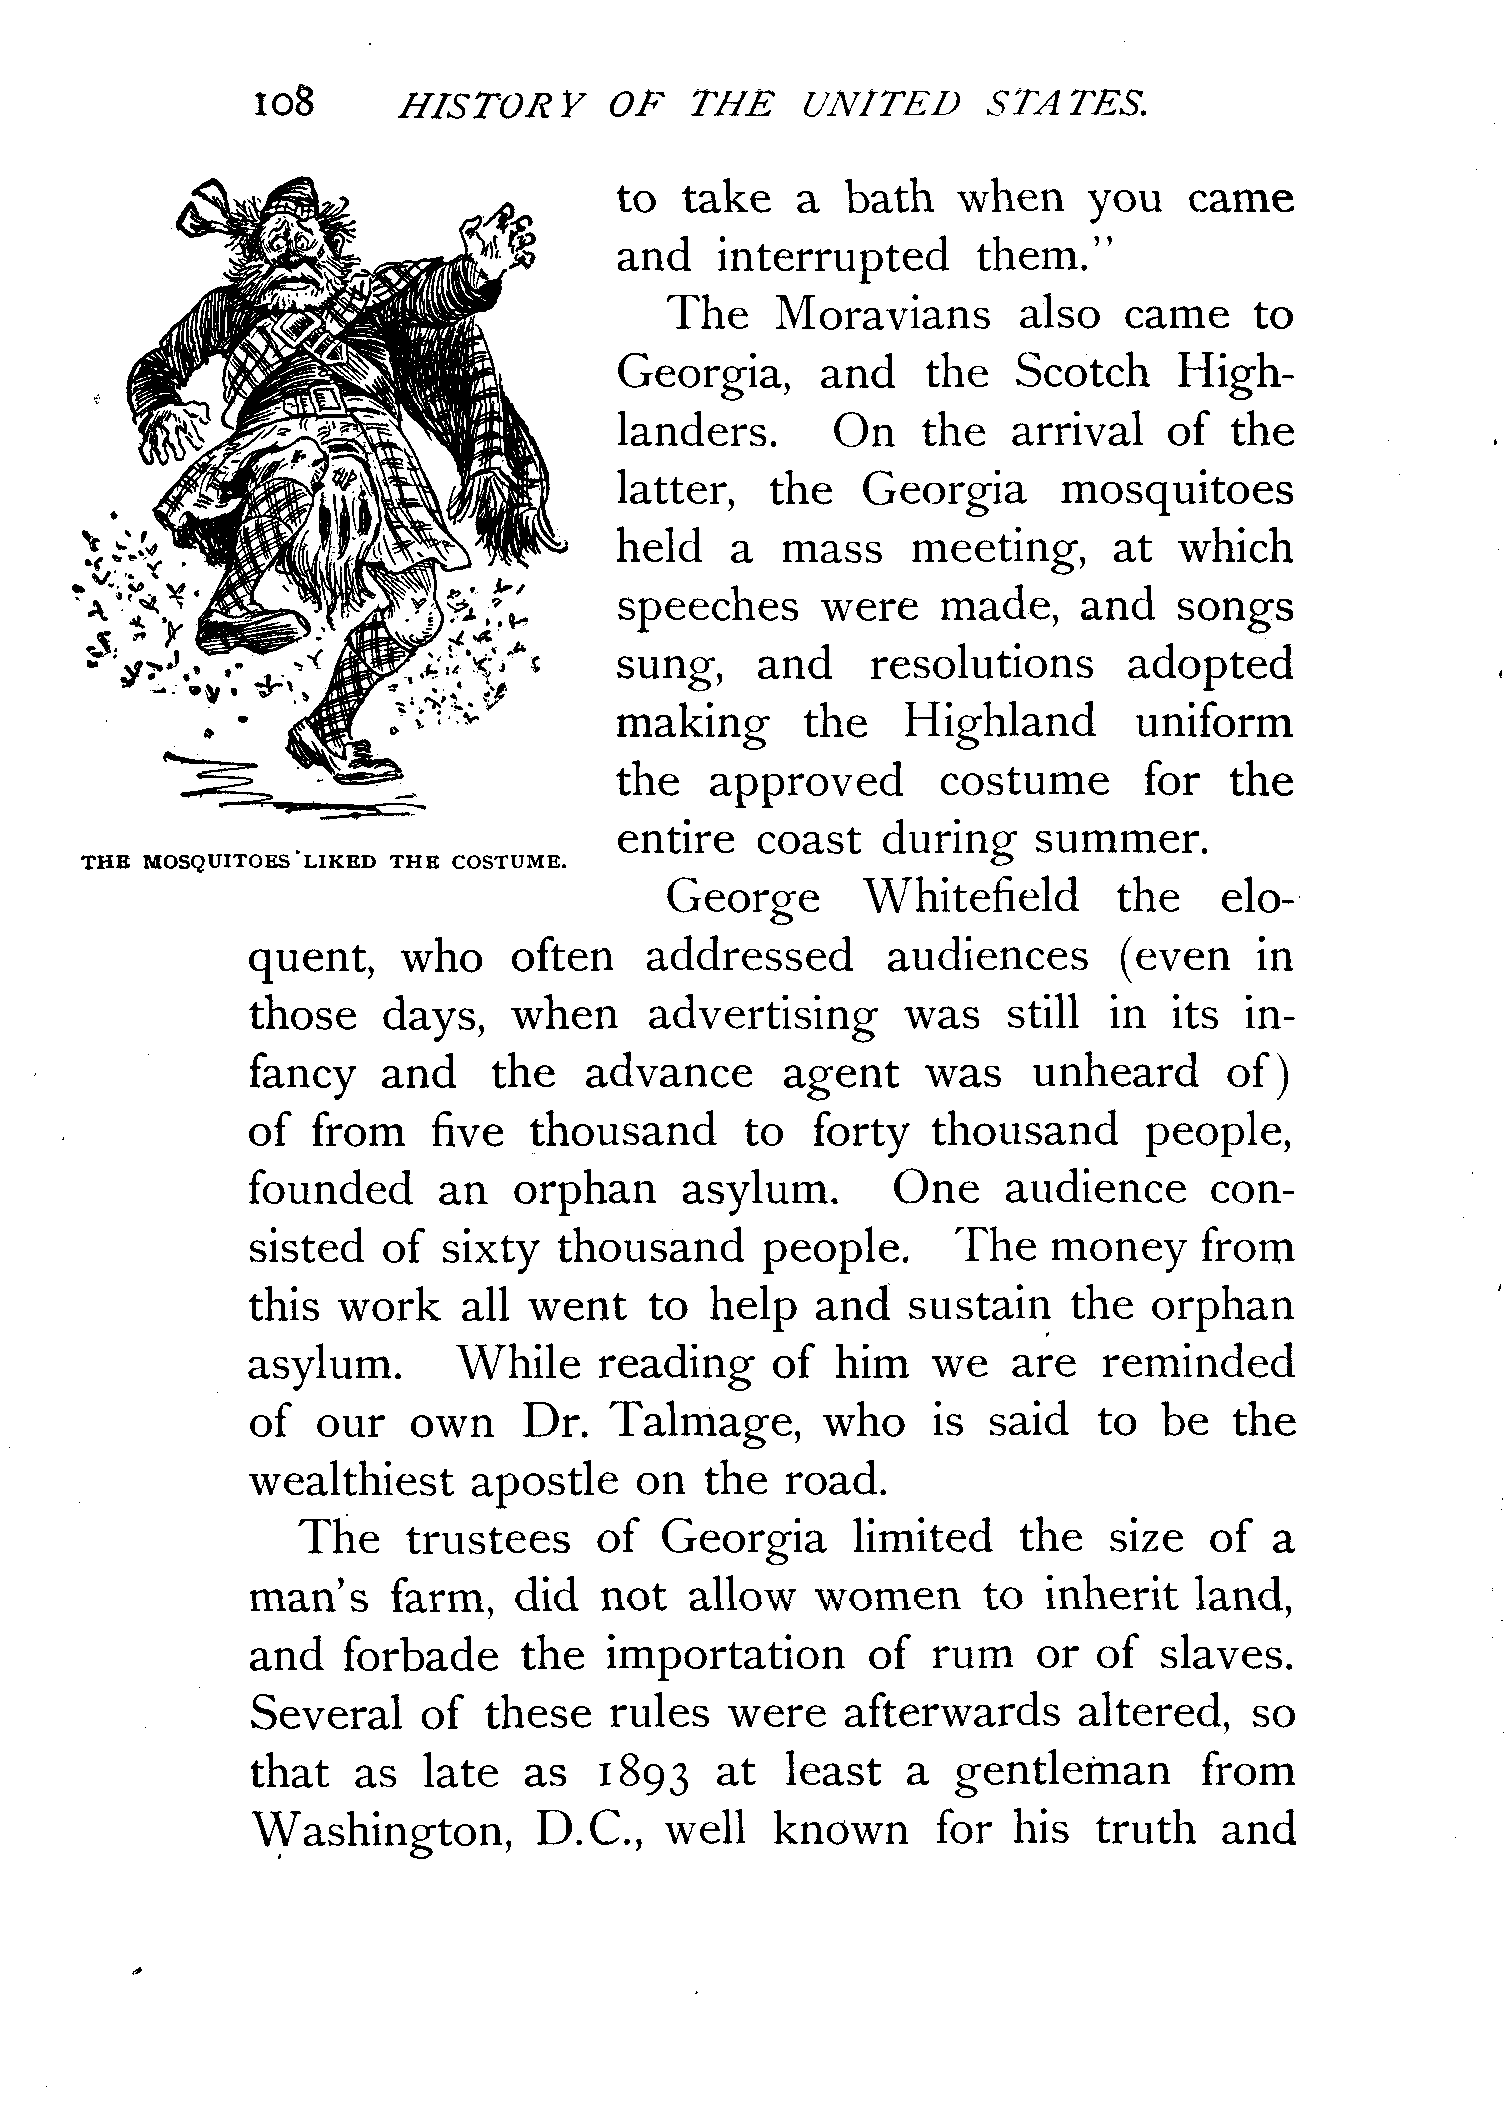 108 HISTORY OF THE UNITED STATES.
to take a bath when you came
and interrupted them.”
The Moravians also came to
Georgia, and the Scotch High-
landers. On the arrival of the
latter, the Georgia mosquitoes
held a mass meeting, at which
speeches were made, and songs
sung, and resolutions adopted
making the Highland uniform
the approved costume for the
entire coast during summer.
THE MOSQUITOES LIKED THE COSTUME.
George Whitefield the elo-
quent, who often addressed audiences (even in
those days, when advertising was still in its in-
fancy and the advance agent was unheard of)
of from five thousand to forty thousand people,
founded an orphan asylum. One audience con-
sisted of sixty thousand people. The money from
this work all went to help and sustain the orphan
asylum. While reading of him we are reminded
of our own Dr. Talmage, who is said to be the
wealthiest apostle on the road.
The trustees of Georgia limited the size of a
man's farm, did not allow women to inherit land,
and forbade the importation of rum or of slaves.
Several of these rules were afterwards altered, so
that as late as 1893 at least a gentleman from
Washington, D.C., well known for his truth and